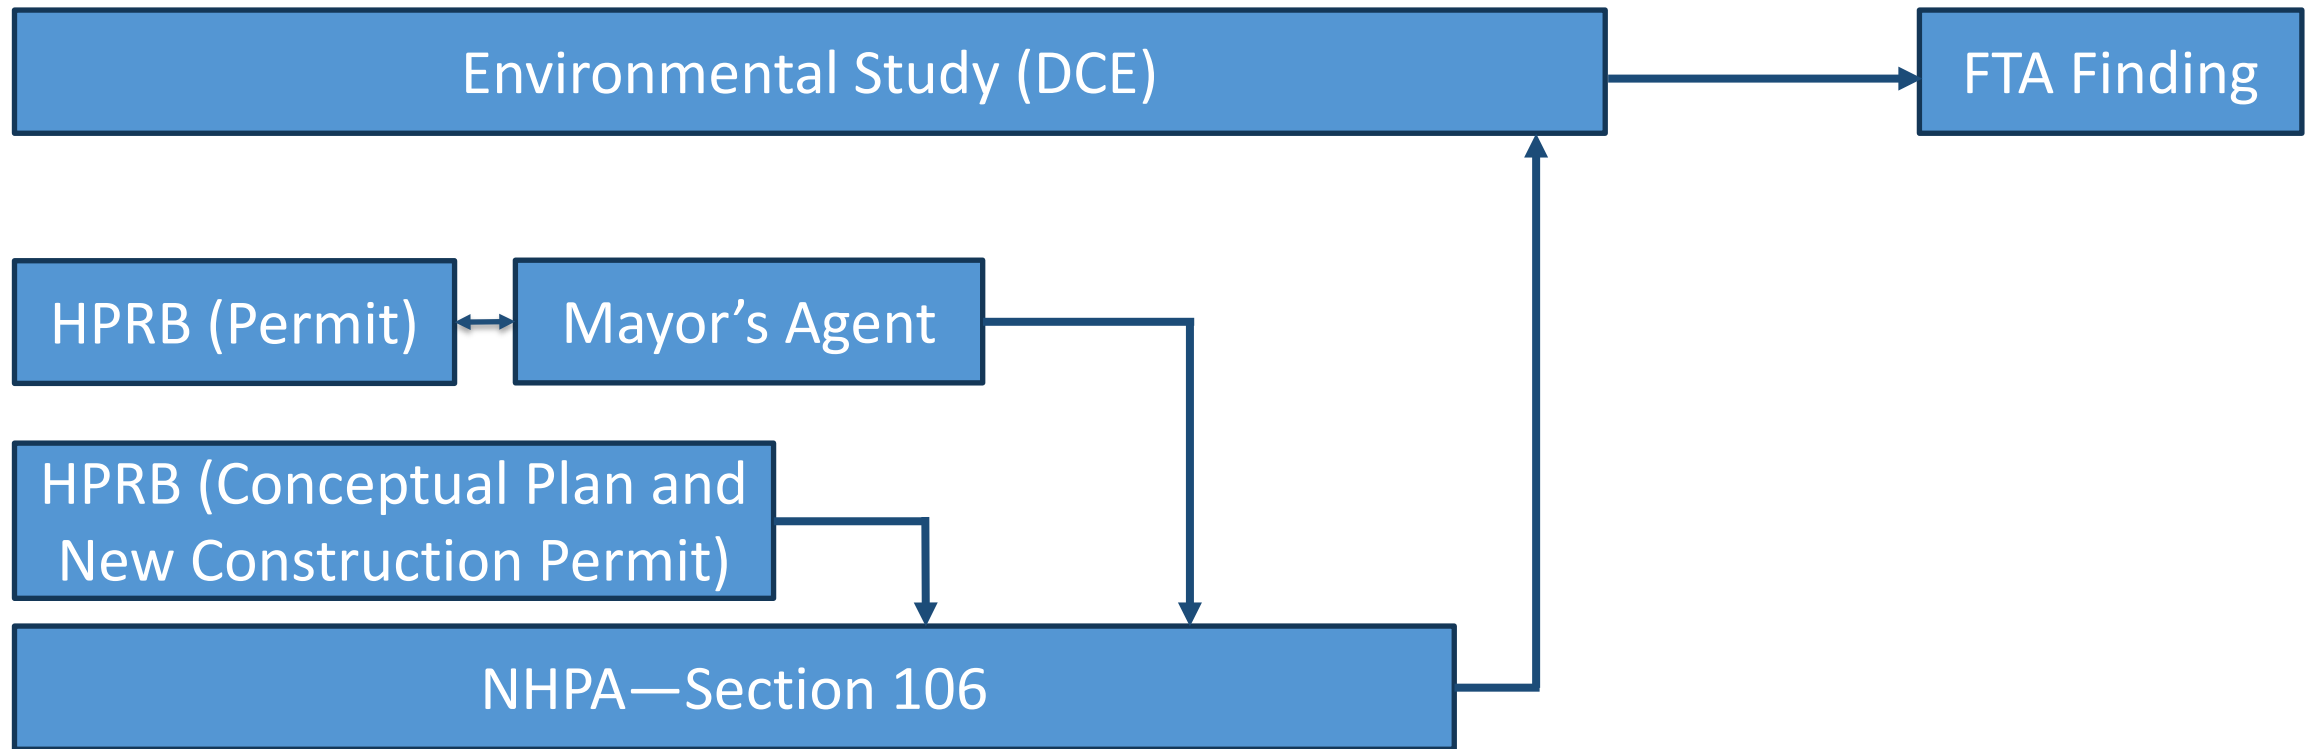 Environmental Study (DCE)
FTA Finding
HPRB (Permit)
Mayor’s Agent
HPRB (Conceptual Plan and
New Construction Permit)
NHPA—Section 106